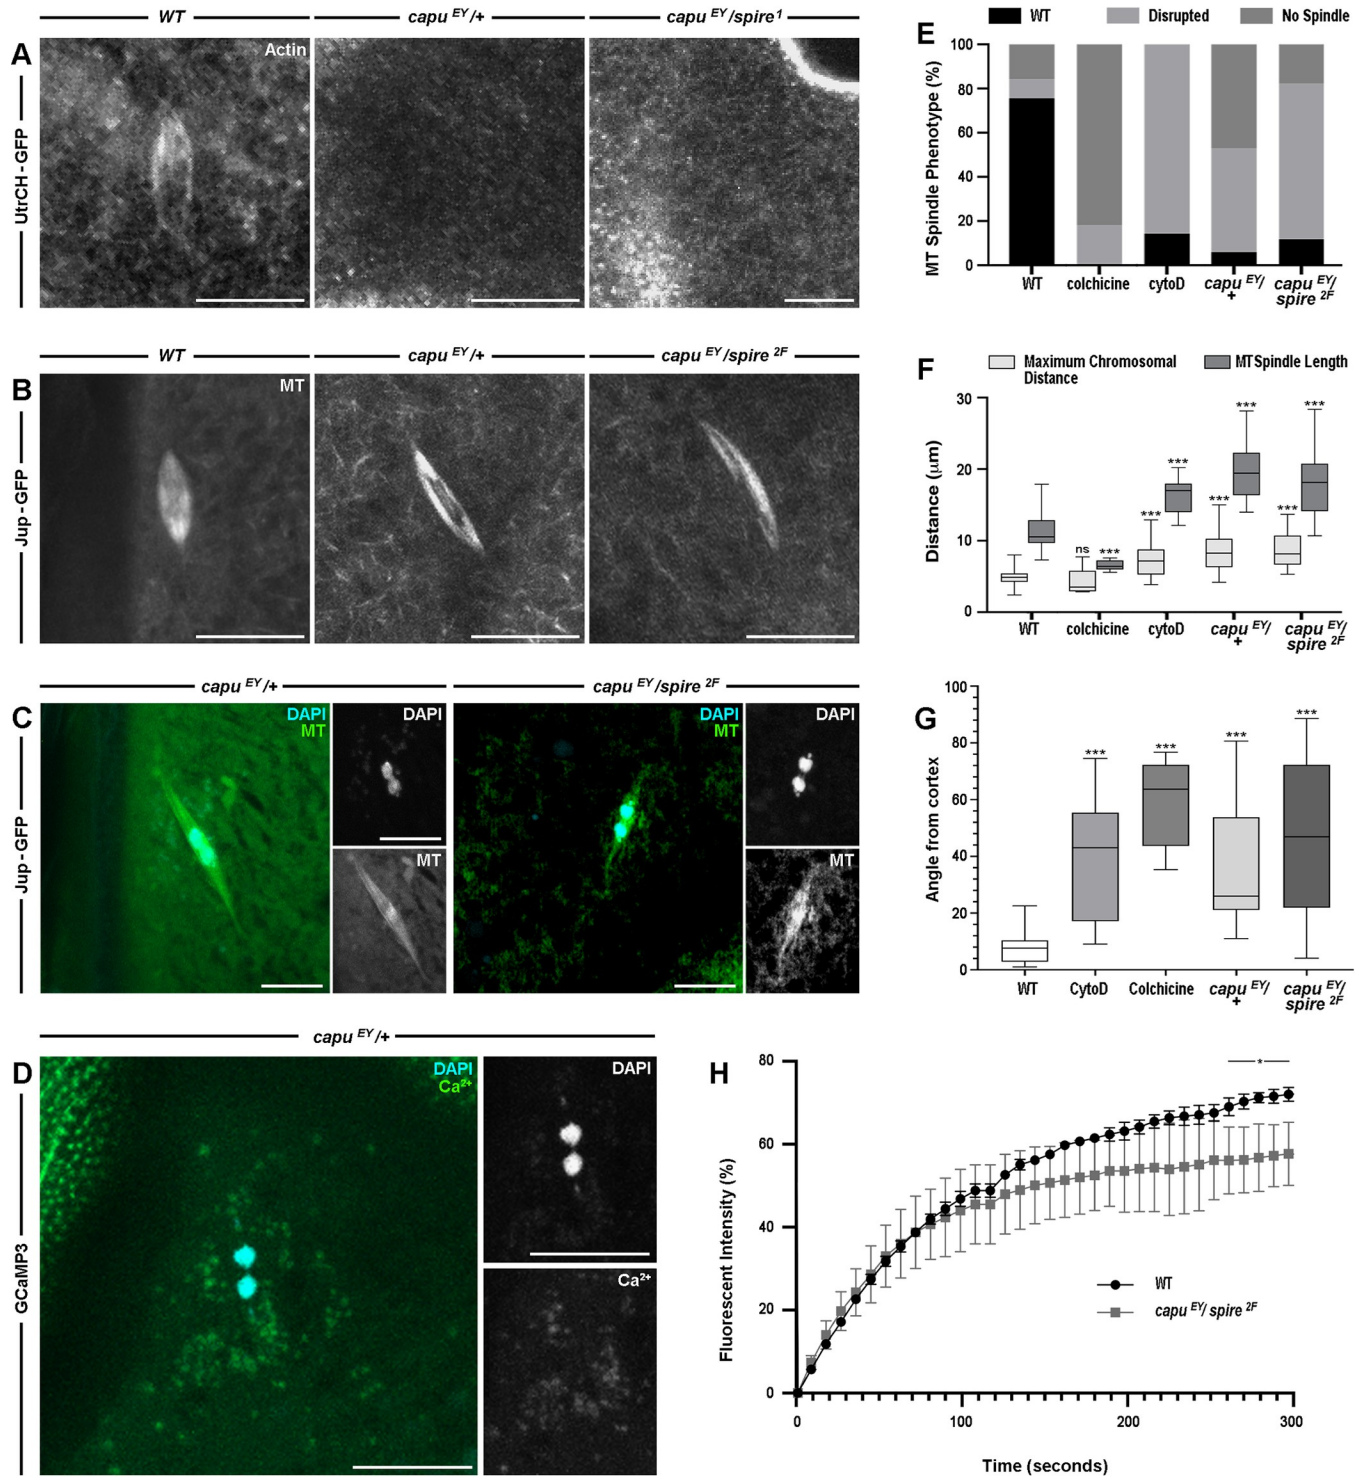 WT capu EY/+ capu EY/spire1
A
Actin
UtrCH - GFP
WT capu EY/+ capu EY/spire 2F
B
MT
Jup - GFP
capu EY/+ capu EY/spire 2F
C
DAPI
MT
DAPI
MT
DAPI
MT
DAPI
MT
Jup - GFP
capu EY/+
D
DAPI
Ca2+
DAPI
Ca2+
GCaMP3
E
WT Disrupted No Spindle
MT Spindle Phenotype (%)
100
80
60
40
20
0
WT colchicine cytoD capu EY/+ capu EY/spire 2F
F
Maximum Chromosomal
Distance
MT Spindle Length
Distance (µm)
30
20
10
0
ns *** *** *** *** *** *** ***
WT colchicine cytoD capu EY/+ capu EY/spire 2F
G
Angle from cortex
100
80
60
40
20
0
*** *** *** ***
WT CytoD Colchicine capu EY/+ capu EY/spire 2F
H
Fluorescent Intensity (%)
80
60
40
20
0
*
WT
capu EY/ spire 2F
0 100 200 300
Time (seconds)